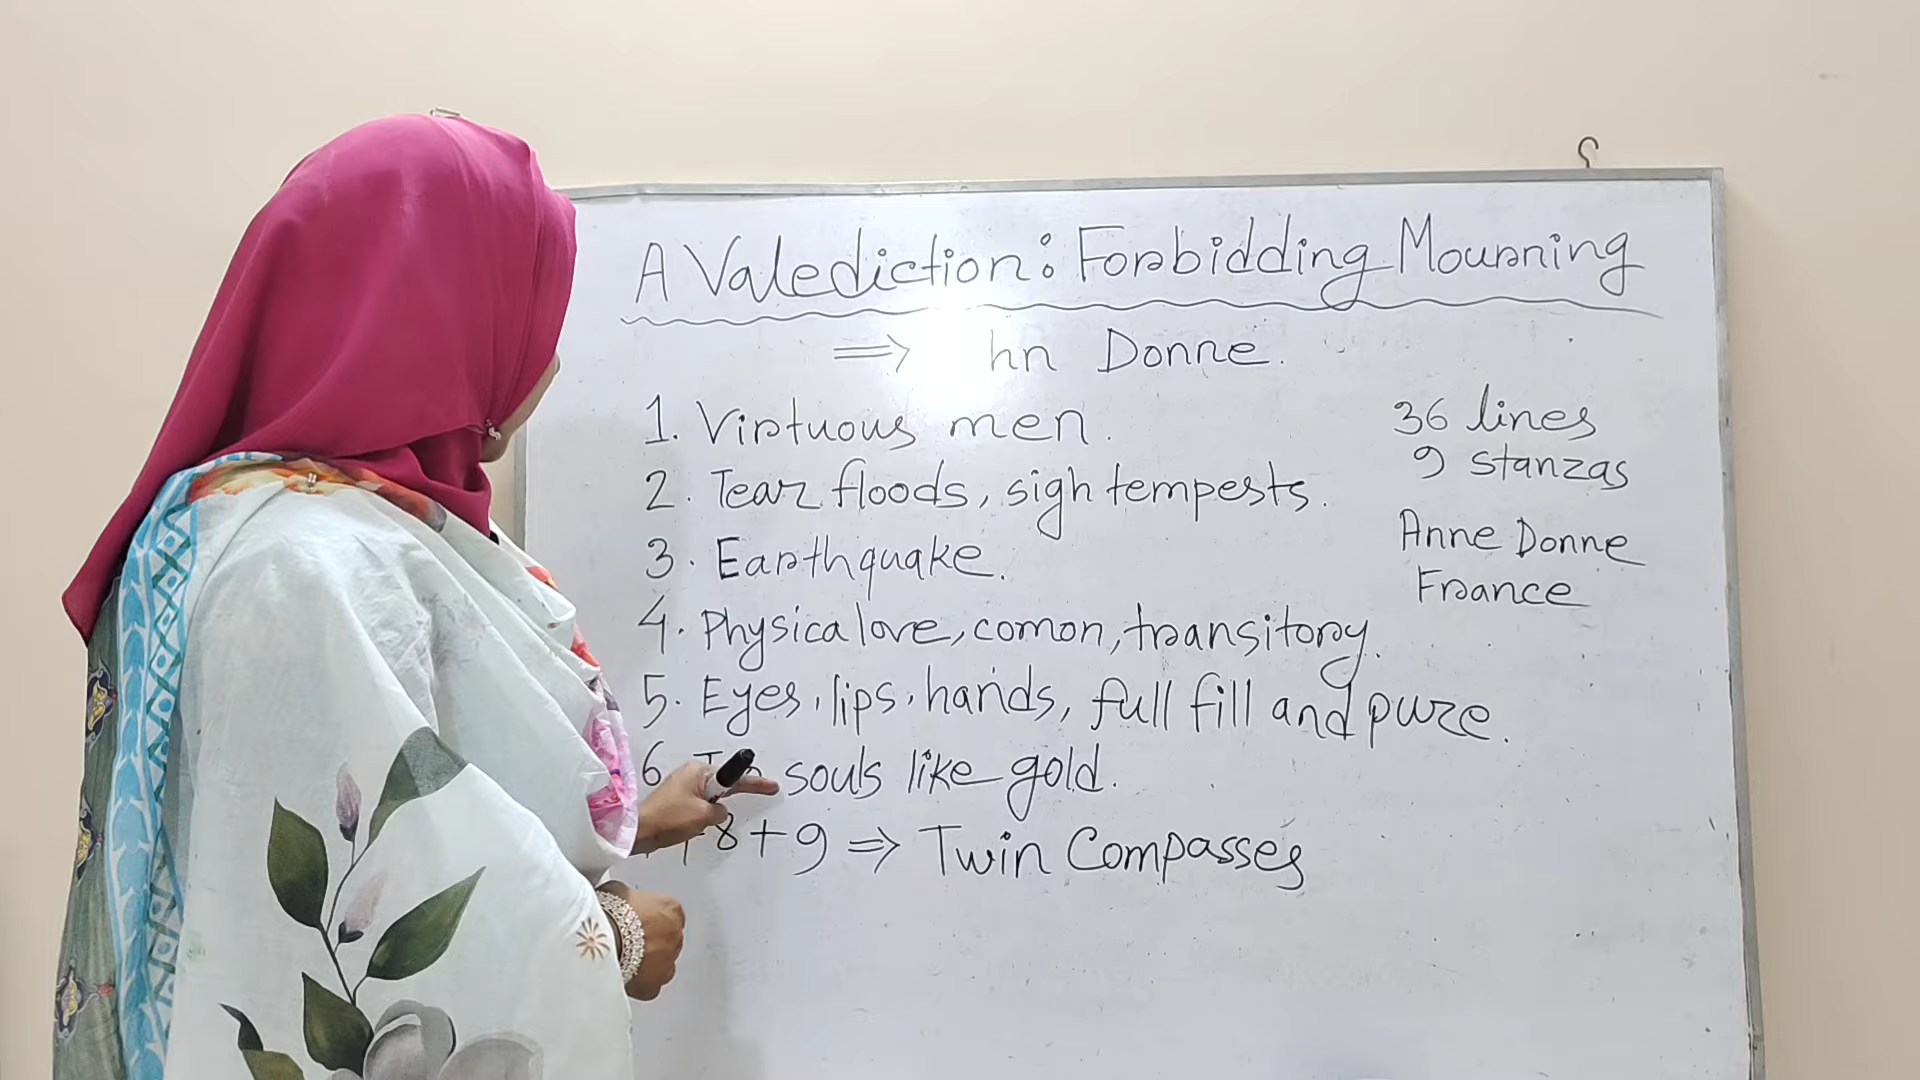 A Valediction: Forbidding Mourning
⇒ hn Donne.
1. Virtuous men.
2. Tear floods, sigh tempests.
3. Earthquake.
4. Physica love, comon, transitory.
5. Eyes, lips, hands, full fill and pure.
6. souls like gold.
8 + 9 ⇒ Twin Compasses
36 lines
9 stanzas
Anne Donne
France